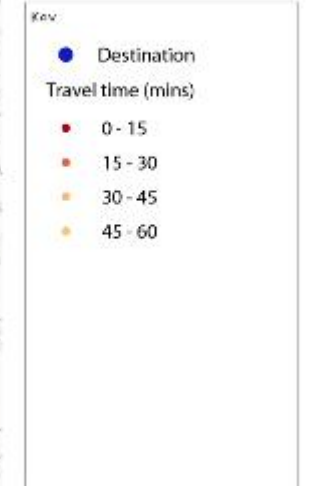 Key
Destination
Travel time (mins)
0 - 15
15 - 30
30 - 45
45 - 60